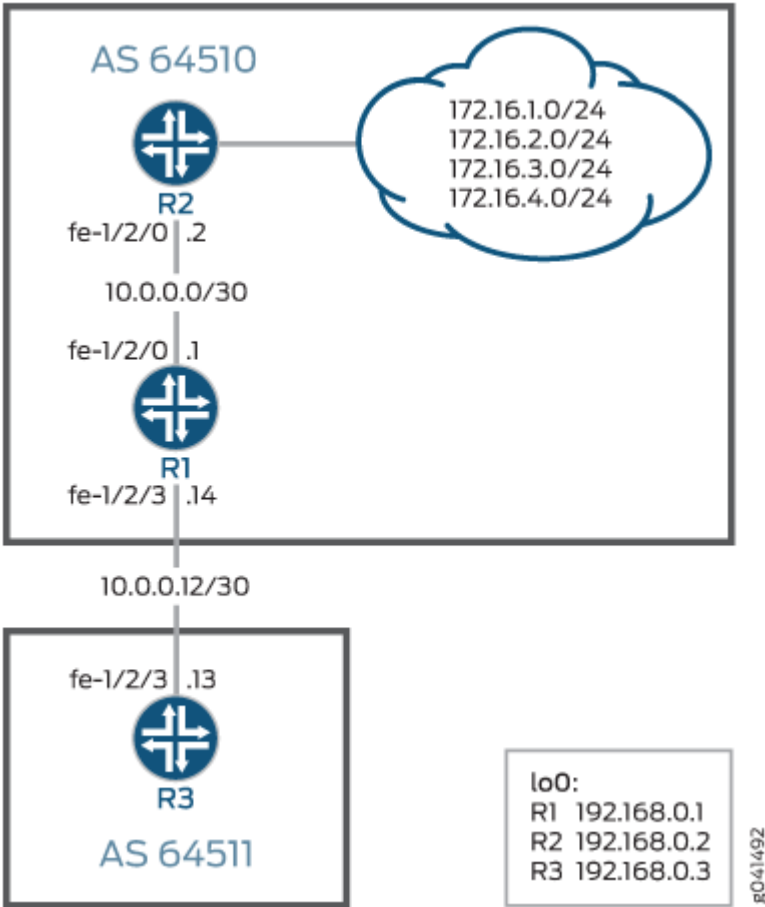 AS 64510
172.16.1.0/24
172.16.2.0/24
172.16.3.0/24
172.16.4.0/24
R2
fe-1/2/0 .2
10.0.0.0/30
fe-1/2/0 .1
R1
fe-1/2/3 .14
10.0.0.12/30
fe-1/2/3 .13
R3
AS 64511
lo0:
R1 192.168.0.1
R2 192.168.0.2
R3 192.168.0.3
g041492